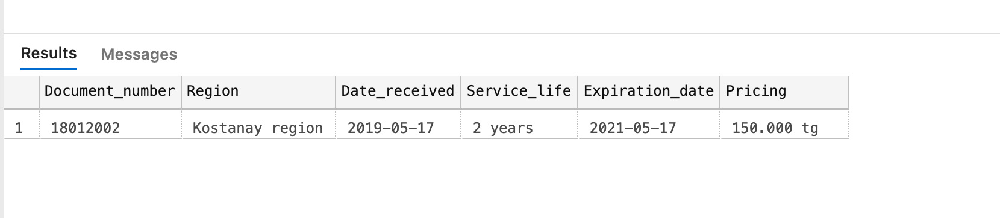 Results Messages
Document_number Region Date_received Service_life Expiration_date Pricing
1 18012002 Kostanay region 2019-05-17 2 years 2021-05-17 150.000 tg